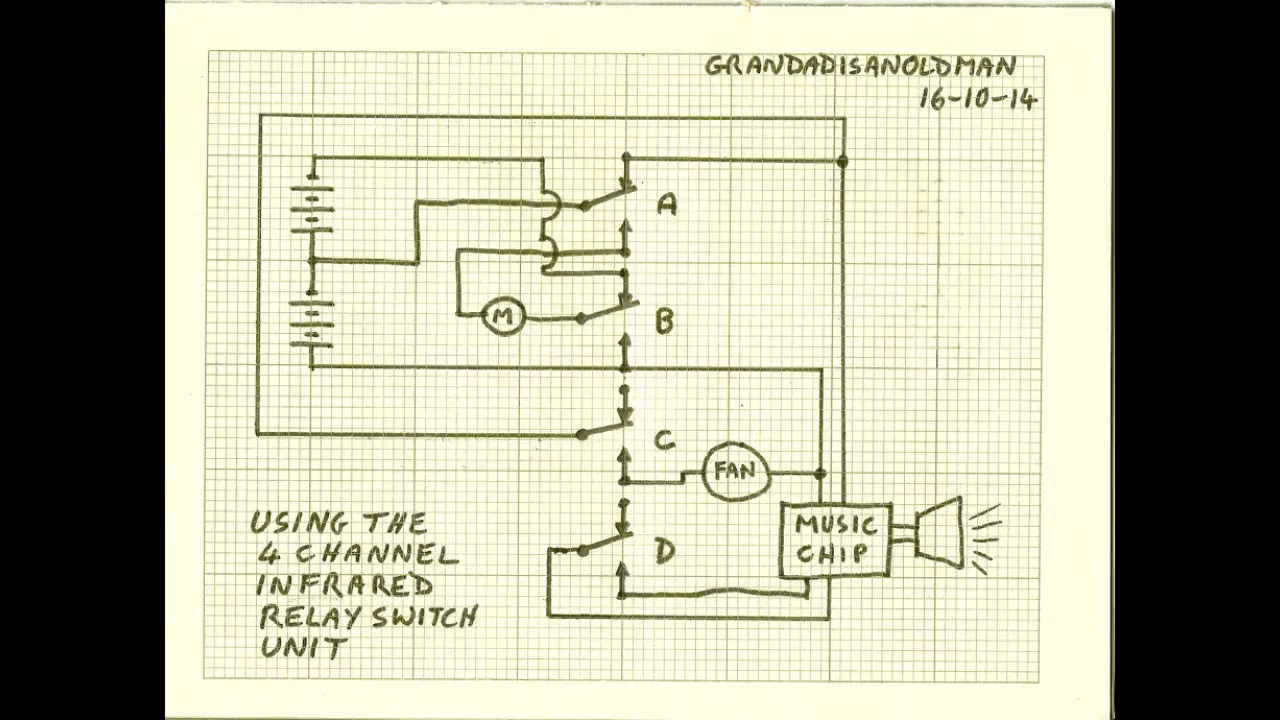 GRANDADISANOLDMAN
16-10-14
A
M
B
C
FAN
MUSIC
CHIP
D
USING THE
4 CHANNEL
INFRARED
RELAY SWITCH
UNIT